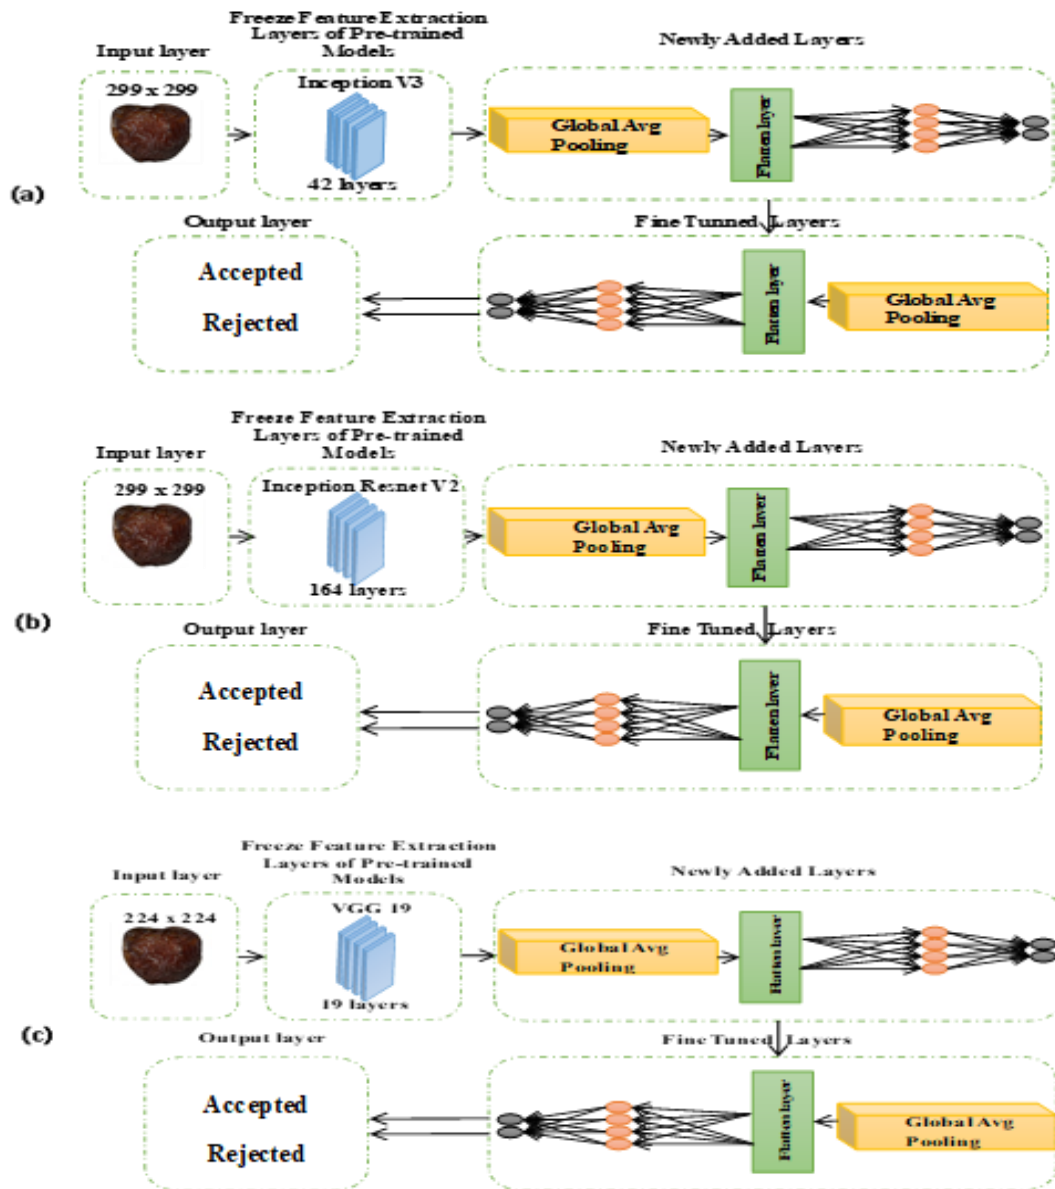 Freeze Feature Extraction
Layers of Pre-trained
Models
Input layer
Newly Added Layers
299 x 299
Inception V3
42 layers
Global Avg
Pooling
Flatten layer
(a)
Output layer
Fine Tunned Layers
Accepted
Rejected
Flatten layer
Global Avg
Pooling
Freeze Feature Extraction
Layers of Pre-trained
Models
Input layer
Newly Added Layers
299 x 299
Inception Resnet V2
164 layers
Global Avg
Pooling
Flatten layer
(b)
Output layer
Fine Tuned Layers
Accepted
Rejected
Flatten layer
Global Avg
Pooling
Freeze Feature Extraction
Layers of Pre-trained
Models
Input layer
Newly Added Layers
224 x 224
VGG 19
19 layers
Global Avg
Pooling
Flatten layer
(c)
Output layer
Fine Tuned Layers
Accepted
Rejected
Flatten layer
Global Avg
Pooling